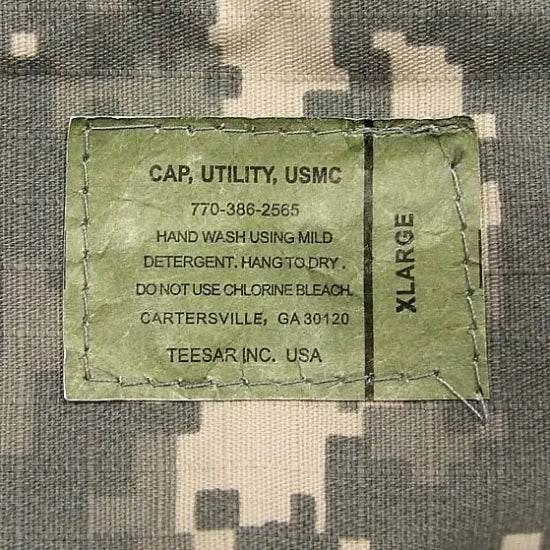 CAP, UTILITY, USMC
770-386-2565
HAND WASH USING MILD
DETERGENT. HANG TO DRY.
DO NOT USE CHLORINE BLEACH.
CARTERSVILLE, GA 30120
TEESAR INC. USA
XLARGE